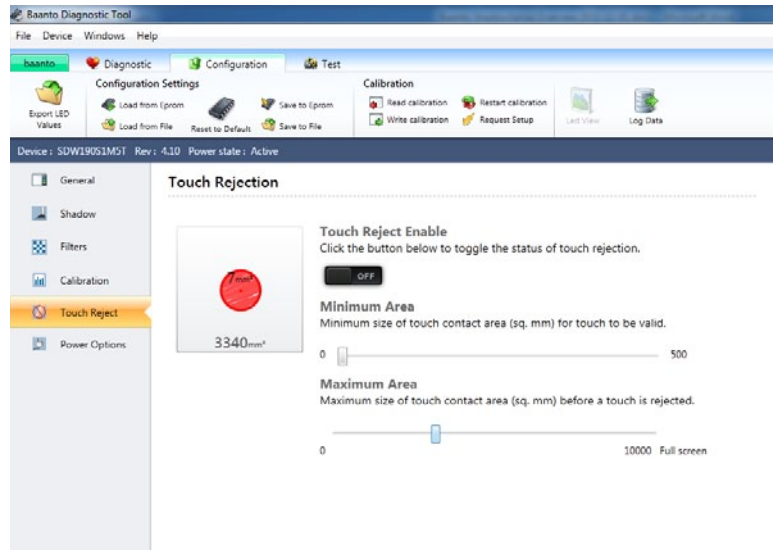 Baanto Diagnostic Tool
File Device Windows Help
baanto Diagnostic Configuration Test
Export LED Values
Configuration Settings
Load from Eprom
Load from File
Reset to Default
Save to Eprom
Save to File
Calibration
Read calibration
Write calibration
Restart calibration
Request Setup
Last View
Log Data
Device : SDW190S1M5T Rev : 4.10 Power state : Active
General
Shadow
Filters
Calibration
Touch Reject
Power Options
Touch Rejection
7mm²
3340mm²
Touch Reject Enable
Click the button below to toggle the status of touch rejection.
OFF
Minimum Area
Minimum size of touch contact area (sq. mm) for touch to be valid.
0 500
Maximum Area
Maximum size of touch contact area (sq. mm) before a touch is rejected.
0 10000 Full screen